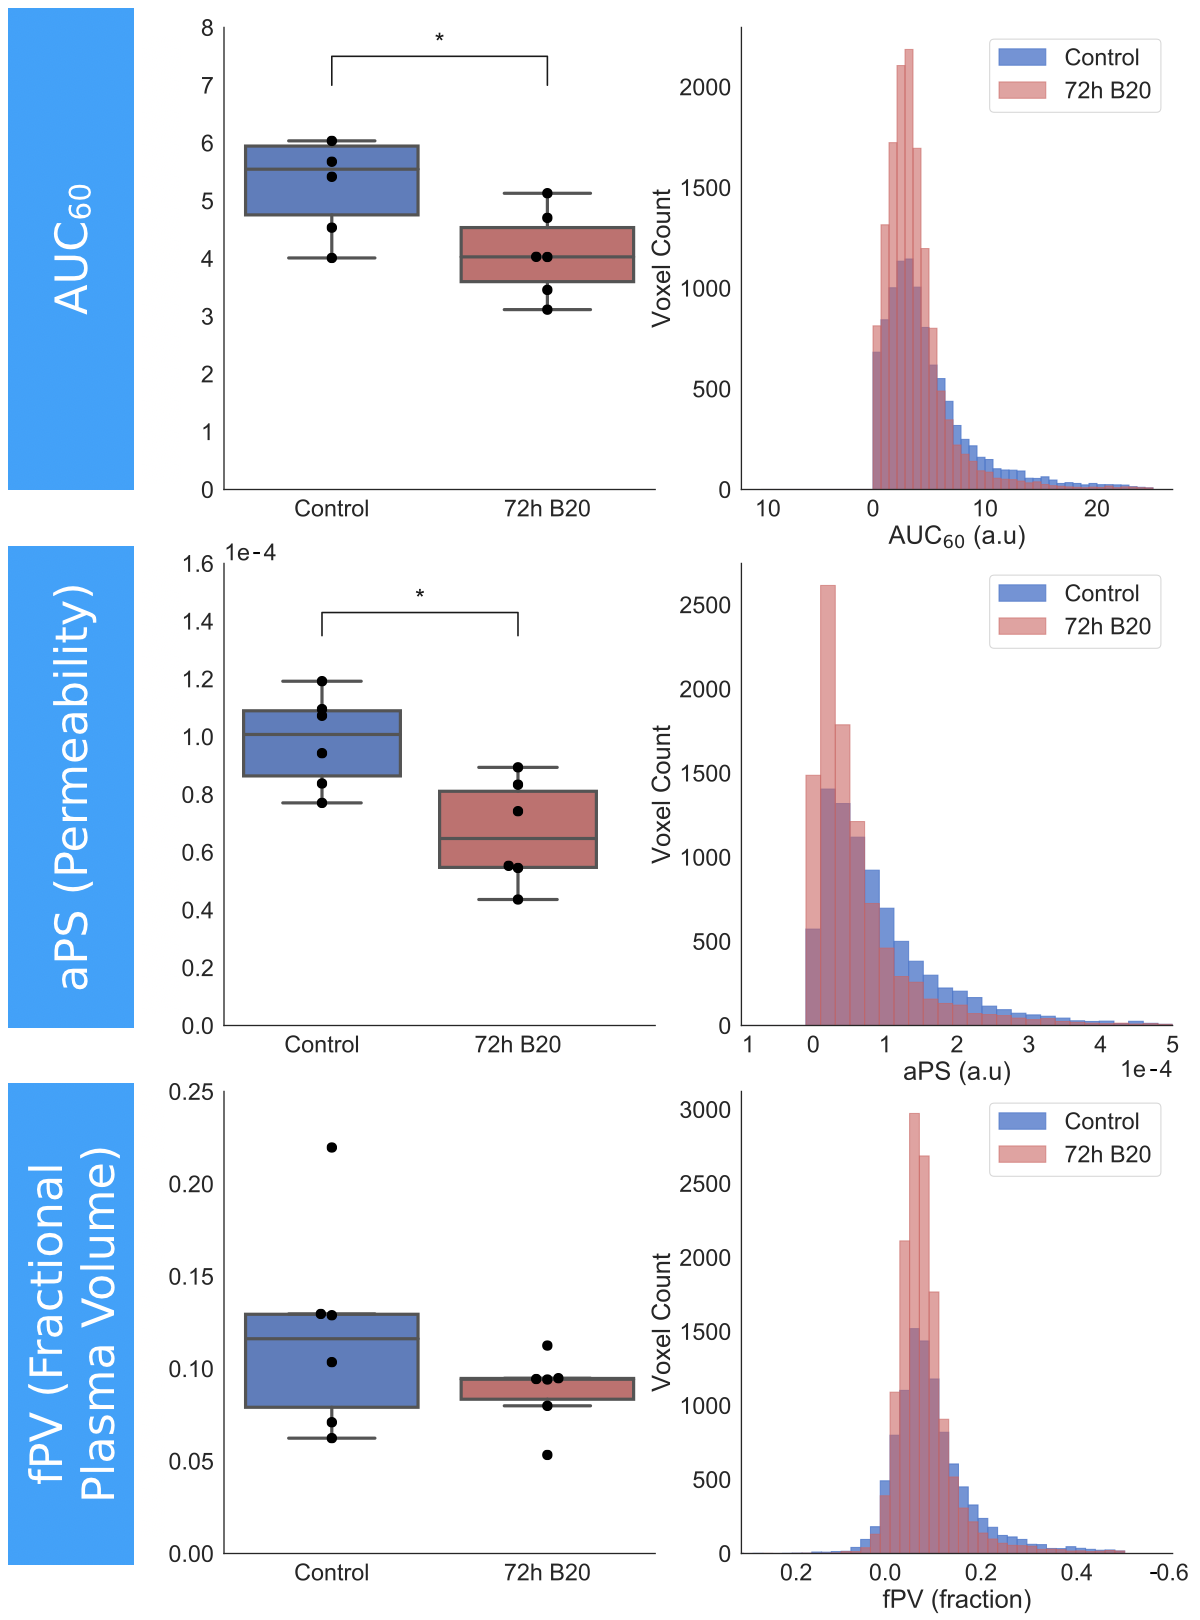 AUC60
8
7
6
5
4
3
2
1
0
*
Control
72h B20
Voxel Count
2000
1500
1000
500
0
Control
72h B20
10
0
10
20
AUC60 (a.u)
aPS (Permeability)
1e-4
1.6
1.4
1.2
1.0
0.8
0.6
0.4
0.2
0.0
*
Control
72h B20
Voxel Count
2500
2000
1500
1000
500
0
Control
72h B20
1
0
1
2
3
4
5
aPS (a.u)
1e-4
fPV (Fractional
Plasma Volume)
0.25
0.20
0.15
0.10
0.05
0.00
Control
72h B20
Voxel Count
3000
2500
2000
1500
1000
500
0
Control
72h B20
0.2
0.0
0.2
0.4
-0.6
fPV (fraction)